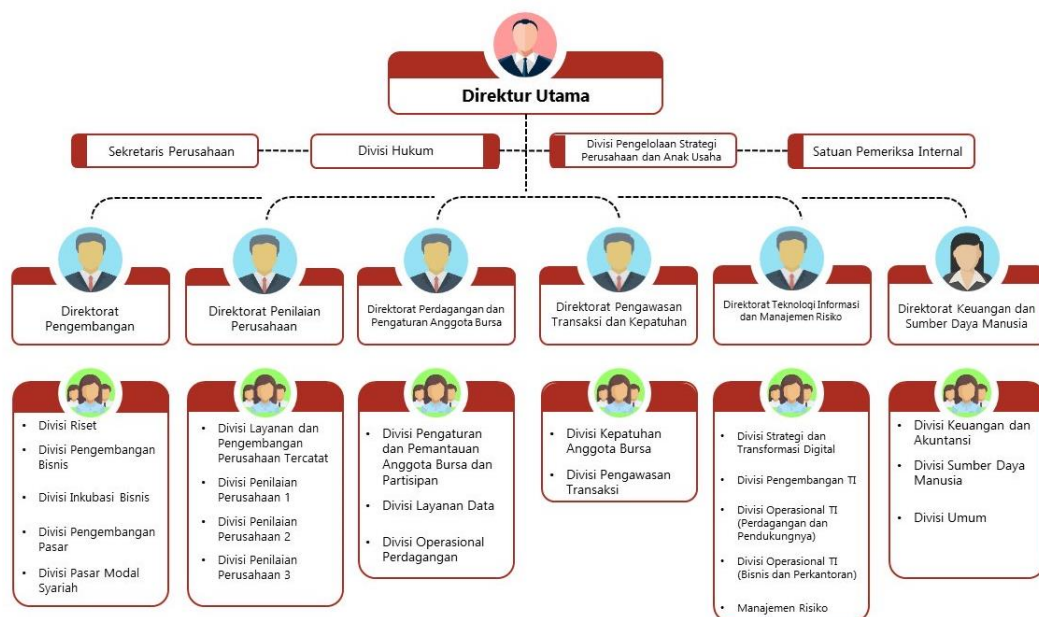 Direktur Utama
Sekretaris Perusahaan
Divisi Hukum
Divisi Pengelolaan Strategi
Perusahaan dan Anak Usaha
Satuan Pemeriksa Internal
Direktorat
Pengembangan
Direktorat Penilaian
Perusahaan
Direktorat Perdagangan dan
Pengaturan Anggota Bursa
Direktorat Pengawasan
Transaksi dan Kepatuhan
Direktorat Teknologi Informasi
dan Manajemen Risiko
Direktorat Keuangan dan
Sumber Daya Manusia
• Divisi Riset
• Divisi Pengembangan
Bisnis
• Divisi Inkubasi Bisnis
• Divisi Pengembangan
Pasar
• Divisi Pasar Modal
Syariah
• Divisi Layanan dan
Pengembangan
Perusahaan Tercatat
• Divisi Penilaian
Perusahaan 1
• Divisi Penilaian
Perusahaan 2
• Divisi Penilaian
Perusahaan 3
• Divisi Pengaturan
dan Pemantauan
Anggota Bursa dan
Partisipan
• Divisi Layanan Data
• Divisi Operasional
Perdagangan
• Divisi Kepatuhan
Anggota Bursa
• Divisi Pengawasan
Transaksi
• Divisi Strategi dan
Transformasi Digital
• Divisi Pengembangan TI
• Divisi Operasional TI
(Perdagangan dan
Pendukungnya)
• Divisi Operasional TI
(Bisnis dan Perkantoran)
• Manajemen Risiko
• Divisi Keuangan dan
Akuntansi
• Divisi Sumber Daya
Manusia
• Divisi Umum